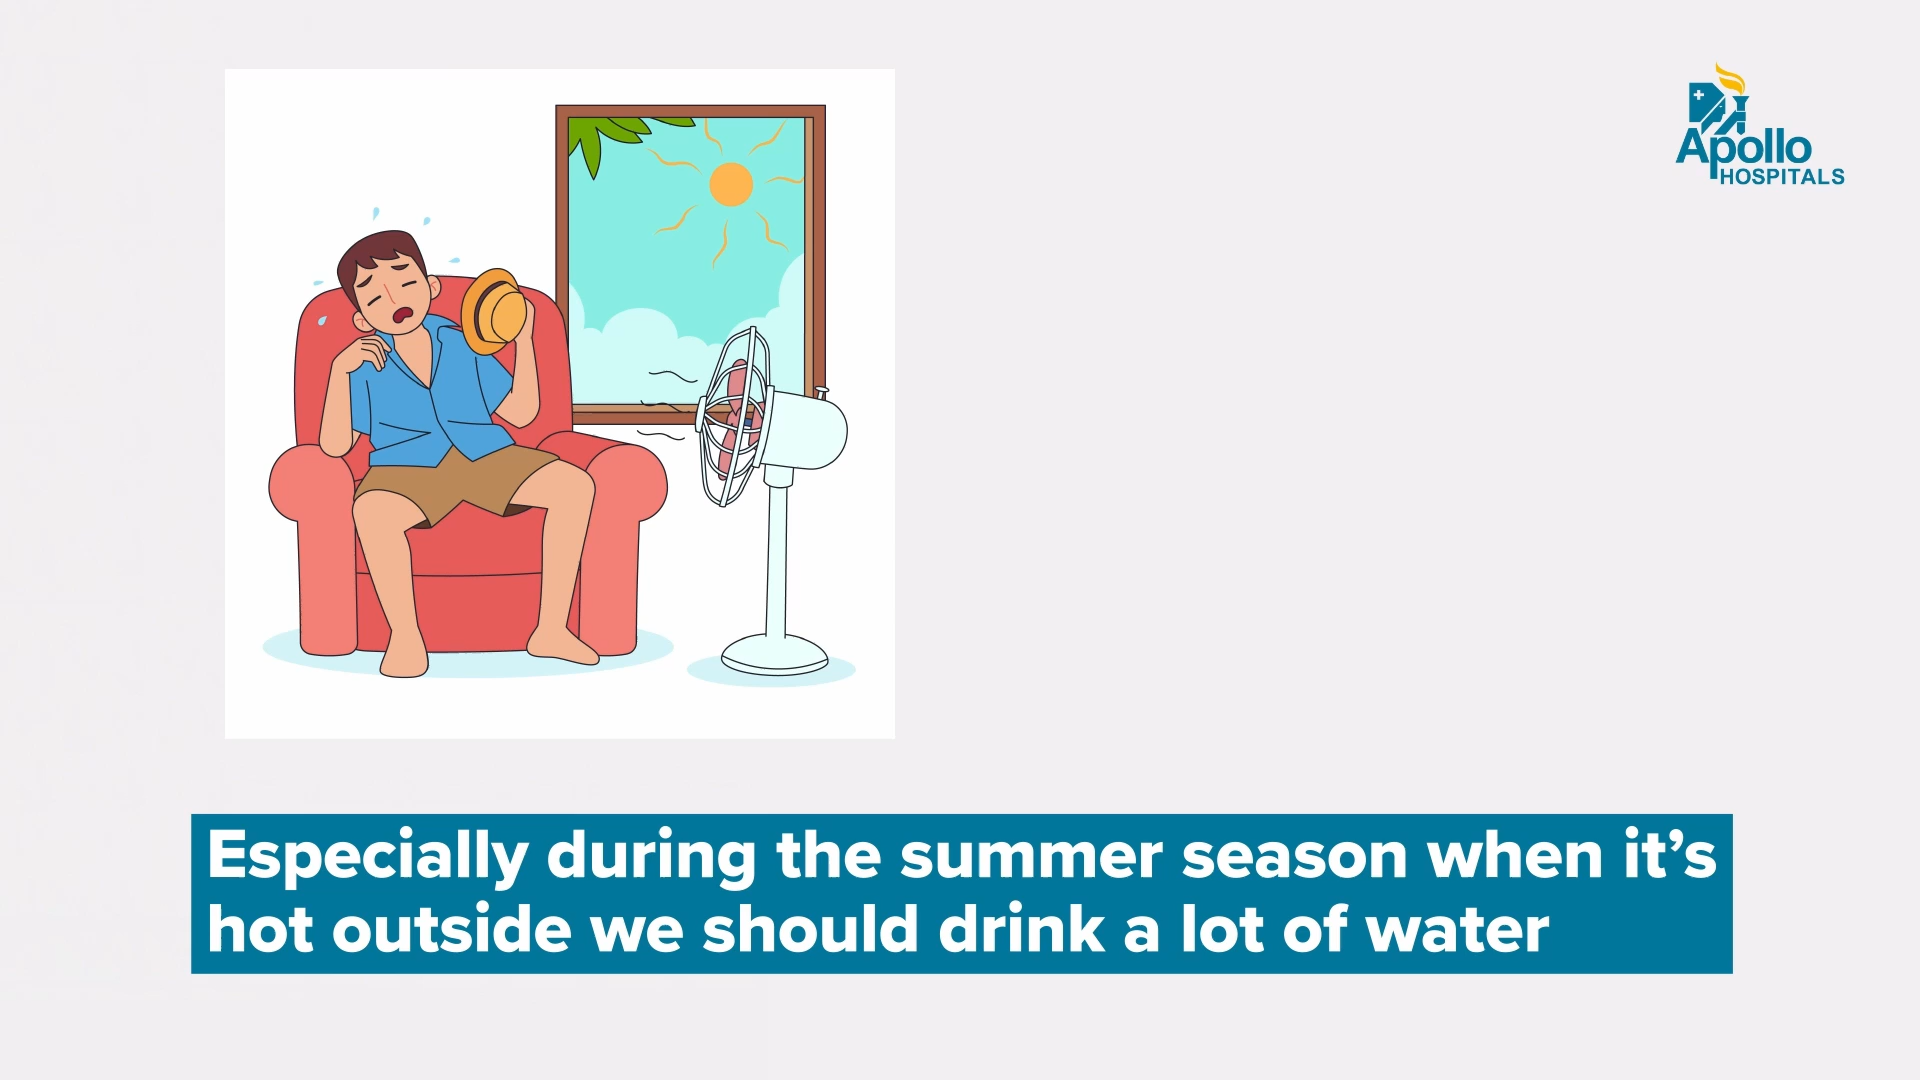 Apollo
HOSPITALS
Especially during the summer season when it’s
hot outside we should drink a lot of water